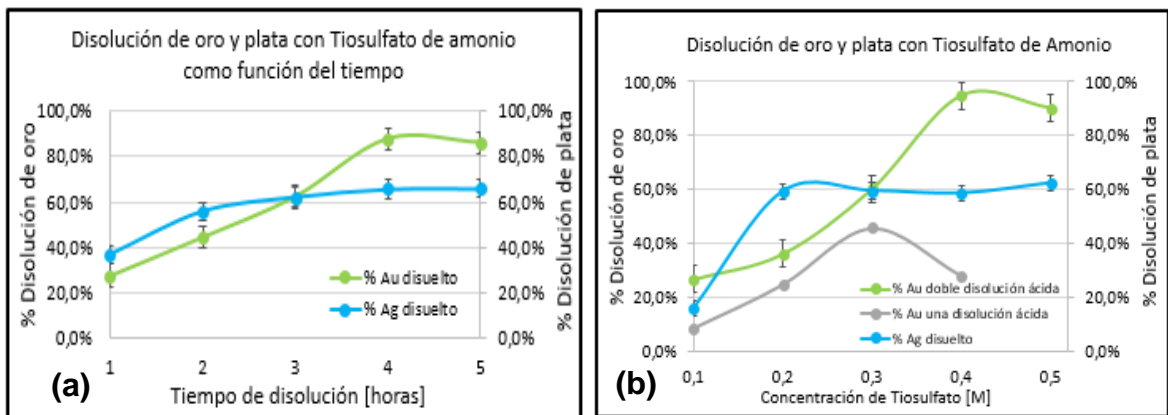 Disolución de oro y plata con Tiosulfato de amonio
como función del tiempo
% Disolución de oro
100,0%
80,0%
60,0%
40,0%
20,0%
0,0%
100,0%
80,0%
60,0%
40,0%
20,0%
0,0%
% Disolución de plata
% Au disuelto
% Ag disuelto
1 2 3 4 5
Tiempo de disolución [horas]
(a)
Disolución de oro y plata con Tiosulfato de Amonio
% Disolución de oro
100,0%
80,0%
60,0%
40,0%
20,0%
0,0%
100,0%
80,0%
60,0%
40,0%
20,0%
0,0%
% Disolución de plata
% Au doble disolución ácida
% Au una disolución ácida
% Ag disuelto
0,1 0,2 0,3 0,4 0,5
Concentración de Tiosulfato [M]
(b)